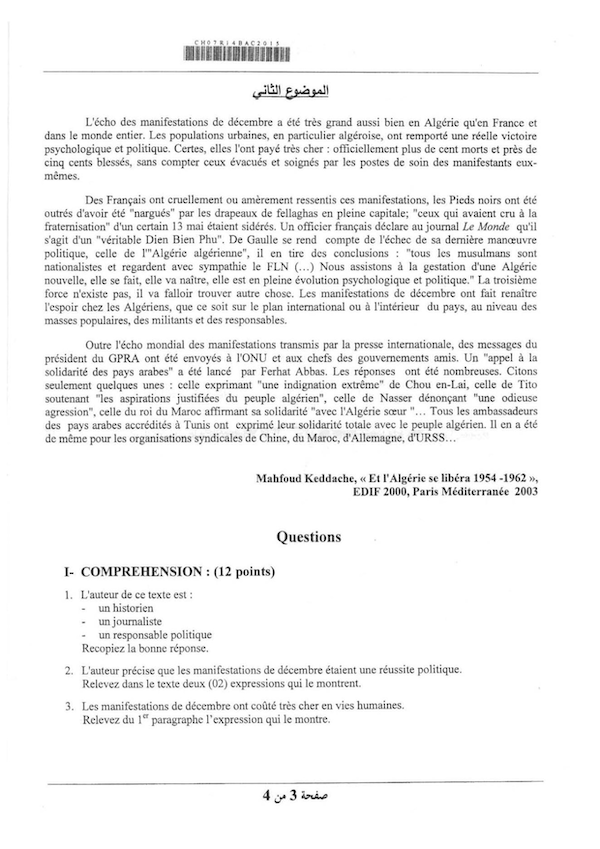 CH07R14BAC2015
الموضوع الثاني
L'écho des manifestations de décembre a été très grand aussi bien en Algérie qu'en France et
dans le monde entier. Les populations urbaines, en particulier algéroise, ont remporté une réelle victoire
psychologique et politique. Certes, elles l'ont payé très cher : officiellement plus de cent morts et près de
cinq cents blessés, sans compter ceux évacués et soignés par les postes de soin des manifestants eux-
mêmes.
Des Français ont cruellement ou amèrement ressentis ces manifestations, les Pieds noirs ont été
outrés d'avoir été "nargués" par les drapeaux de fellaghas en pleine capitale; "ceux qui avaient cru à la
fraternisation" d'un certain 13 mai étaient sidérés. Un officier français déclare au journal Le Monde qu'il
s'agit d'un "véritable Dien Bien Phu". De Gaulle se rend compte de l'échec de sa dernière manœuvre
politique, celle de l'"Algérie algérienne", il en tire des conclusions : "tous les musulmans sont
nationalistes et regardent avec sympathie le FLN (…) Nous assistons à la gestation d'une Algérie
nouvelle, elle se fait, elle va naître, elle est en pleine évolution psychologique et politique." La troisième
force n'existe pas, il va falloir trouver autre chose. Les manifestations de décembre ont fait renaître
l'espoir chez les Algériens, que ce soit sur le plan international ou à l'intérieur du pays, au niveau des
masses populaires, des militants et des responsables.
Outre l'écho mondial des manifestations transmis par la presse internationale, des messages du
président du GPRA ont été envoyés à l'ONU et aux chefs des gouvernements amis. Un "appel à la
solidarité des pays arabes" a été lancé par Ferhat Abbas. Les réponses ont été nombreuses. Citons
seulement quelques unes : celle exprimant "une indignation extrême" de Chou en-Lai, celle de Tito
soutenant "les aspirations justifiées du peuple algérien", celle de Nasser dénonçant "une odieuse
agression", celle du roi du Maroc affirmant sa solidarité "avec l'Algérie sœur "… Tous les ambassadeurs
des pays arabes accrédités à Tunis ont exprimé leur solidarité totale avec le peuple algérien. Il en a été
de même pour les organisations syndicales de Chine, du Maroc, d'Allemagne, d'URSS…
Mahfoud Keddache, « Et l'Algérie se libéra 1954 -1962 »,
EDIF 2000, Paris Méditerranée 2003
Questions
I- COMPREHENSION : (12 points)
1. L'auteur de ce texte est :
- un historien
- un journaliste
- un responsable politique
Recopiez la bonne réponse.
2. L'auteur précise que les manifestations de décembre étaient une réussite politique.
Relevez dans le texte deux (02) expressions qui le montrent.
3. Les manifestations de décembre ont coûté très cher en vies humaines.
Relevez du 1er paragraphe l'expression qui le montre.
صفحة 3 من 4